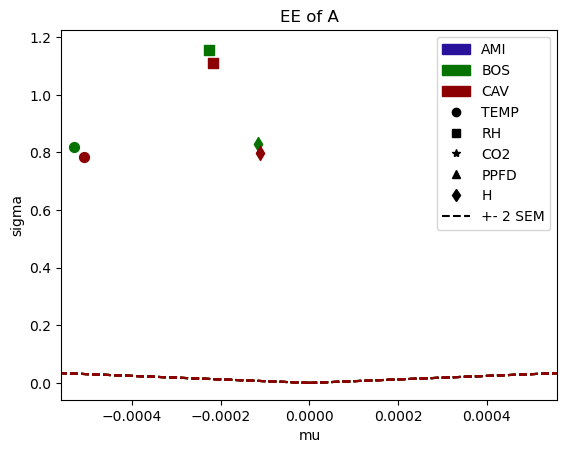 EE of A
1.2
1.0
0.8
0.6
0.4
0.2
0.0
sigma
−0.0004
−0.0002
0.0000
0.0002
0.0004
mu
AMI
BOS
CAV
TEMP
RH
CO2
PPFD
H
+- 2 SEM